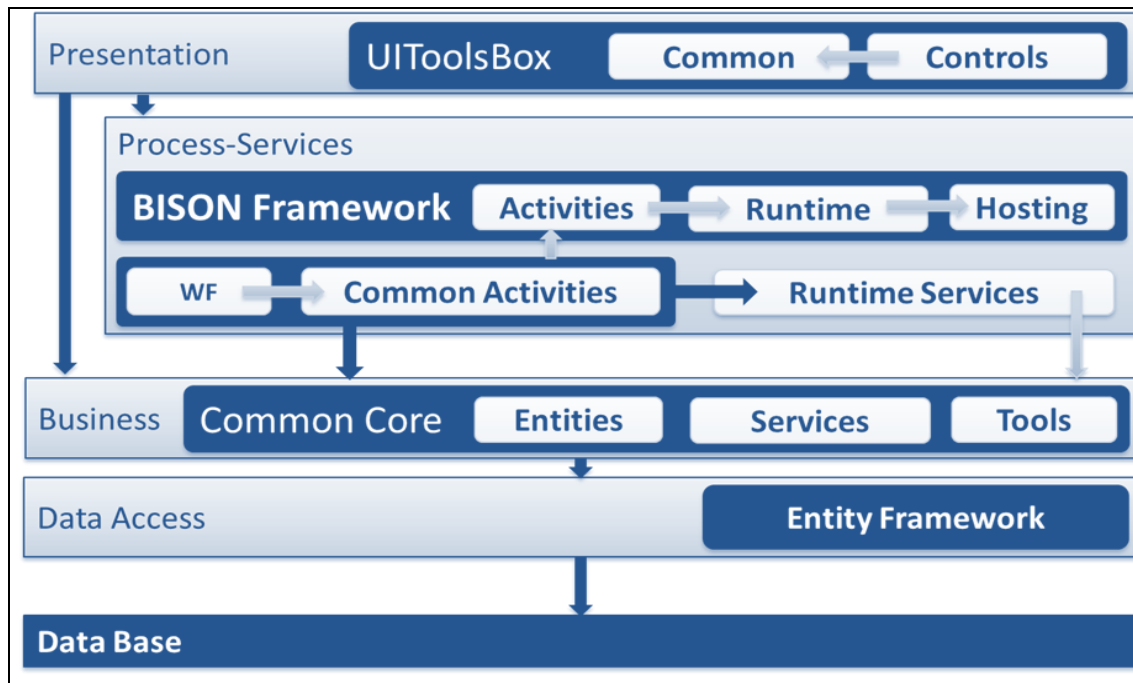 Presentation
UIToolsBox
Common
Controls
Process-Services
BISON Framework
Activities
Runtime
Hosting
WF
Common Activities
Runtime Services
Business
Common Core
Entities
Services
Tools
Data Access
Entity Framework
Data Base